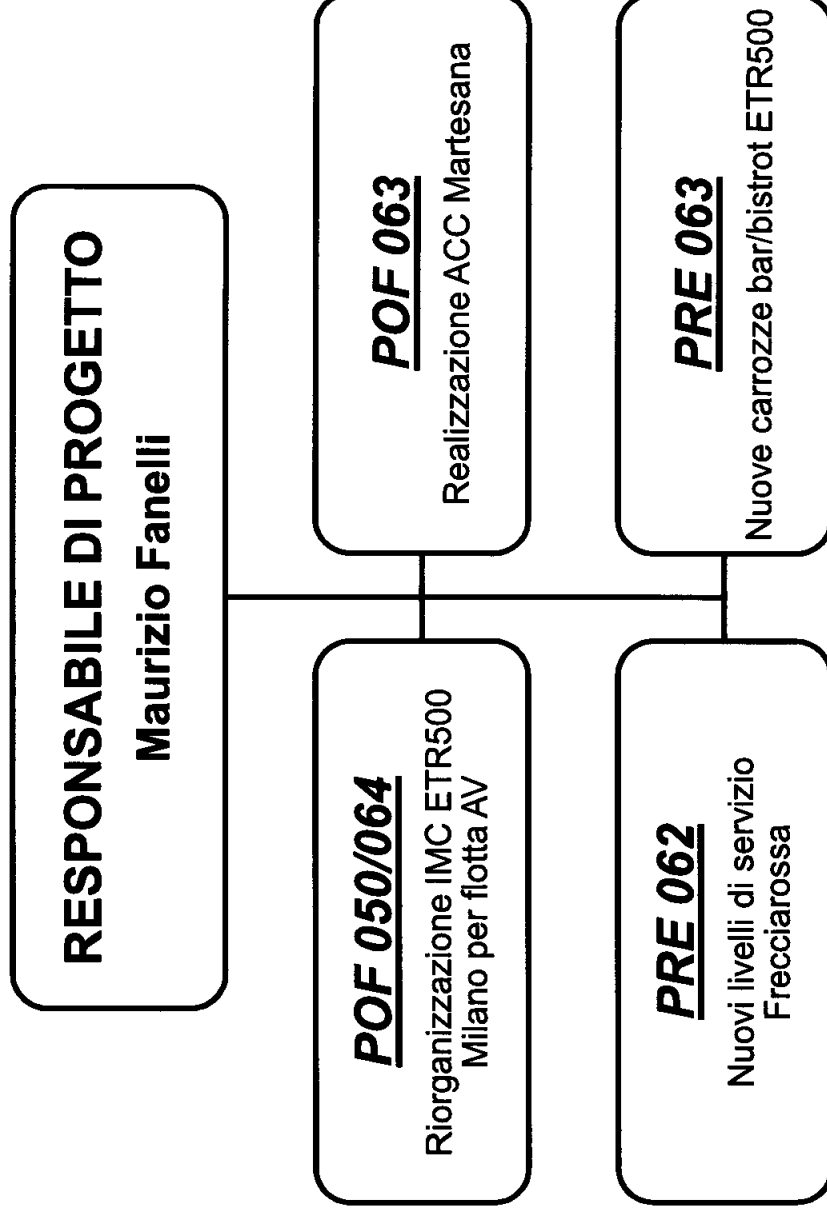 RESPONSABILE DI PROGETTO
Maurizio Fanelli
POF 050/064
Riorganizzazione IMC ETR500
Milano per flotta AV
POF 063
Realizzazione ACC Martesana
PRE 062
Nuovi livelli di servizio
Frecciarossa
PRE 063
Nuove carrozze bar/bistrot ETR500